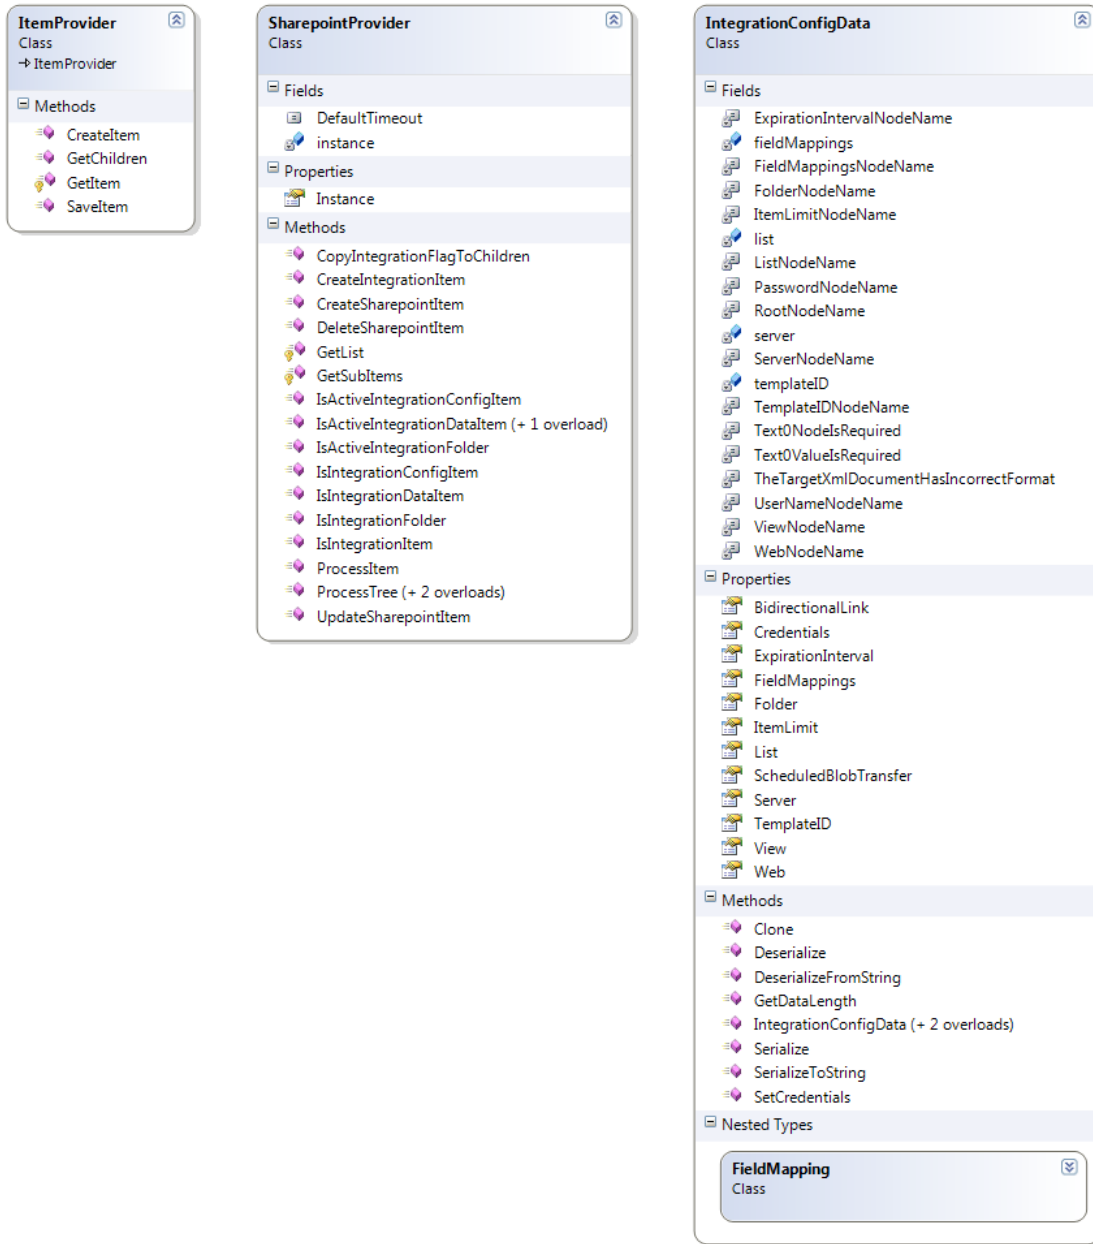 ItemProvider
Class
ItemProvider
Methods
CreateItem
GetChildren
GetItem
SaveItem
SharepointProvider
Class
Fields
DefaultTimeout
instance
Properties
Instance
Methods
CopyIntegrationFlagToChildren
CreateIntegrationItem
CreateSharepointItem
DeleteSharepointItem
GetList
GetSubItems
IsActiveIntegrationConfigItem
IsActiveIntegrationDataItem (+ 1 overload)
IsActiveIntegrationFolder
IsIntegrationConfigItem
IsIntegrationDataItem
IsIntegrationFolder
IsIntegrationItem
ProcessItem
ProcessTree (+ 2 overloads)
UpdateSharepointItem
IntegrationConfigData
Class
Fields
ExpirationIntervalNodeName
fieldMappings
FieldMappingsNodeName
FolderNodeName
ItemLimitNodeName
list
ListNodeName
PasswordNodeName
RootNodeName
server
ServerNodeName
templateID
TemplateIDNodeName
Text0NodeIsRequired
Text0ValueIsRequired
TheTargetXmlDocumentHasIncorrectFormat
UserNameNodeName
ViewNodeName
WebNodeName
Properties
BidirectionalLink
Credentials
ExpirationInterval
FieldMappings
Folder
ItemLimit
List
ScheduledBlobTransfer
Server
TemplateID
View
Web
Methods
Clone
Deserialize
DeserializeFromString
GetDataLength
IntegrationConfigData (+ 2 overloads)
Serialize
SerializeToString
SetCredentials
Nested Types
FieldMapping
Class